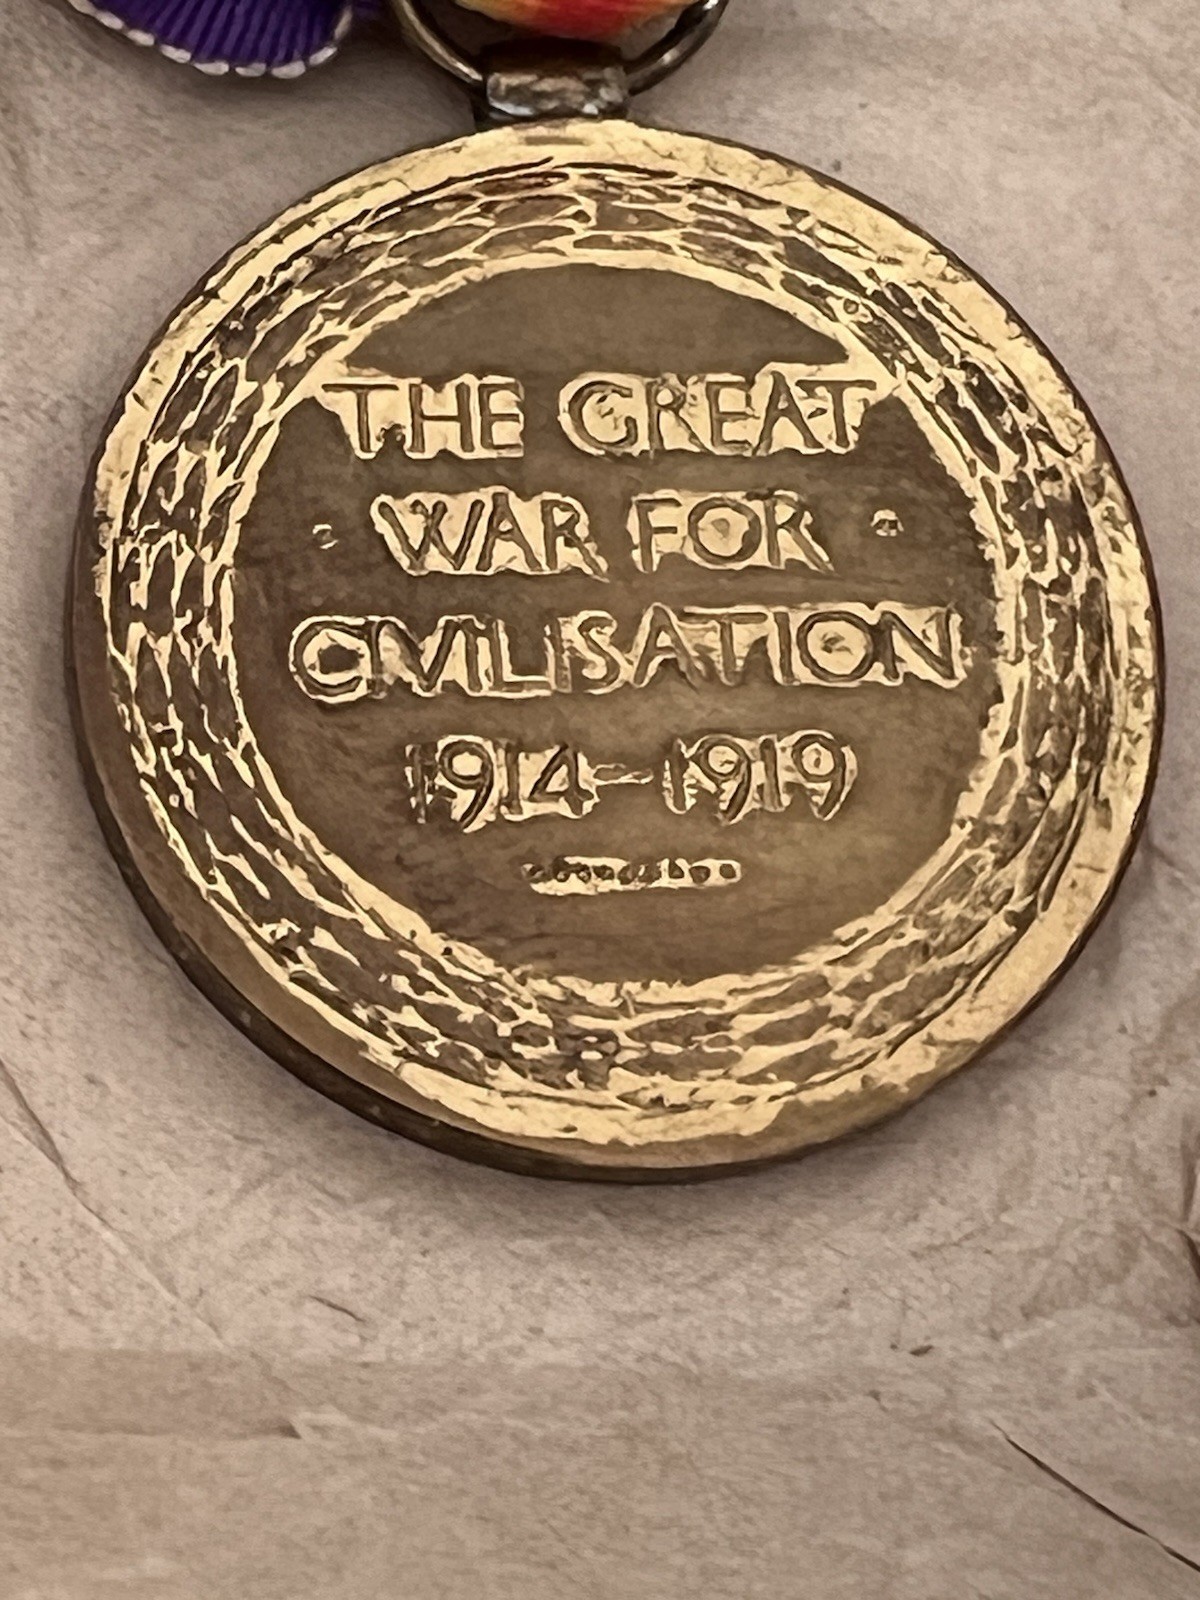 THE GREAT
· WAR FOR ·
CIVILISATION
1914–1919